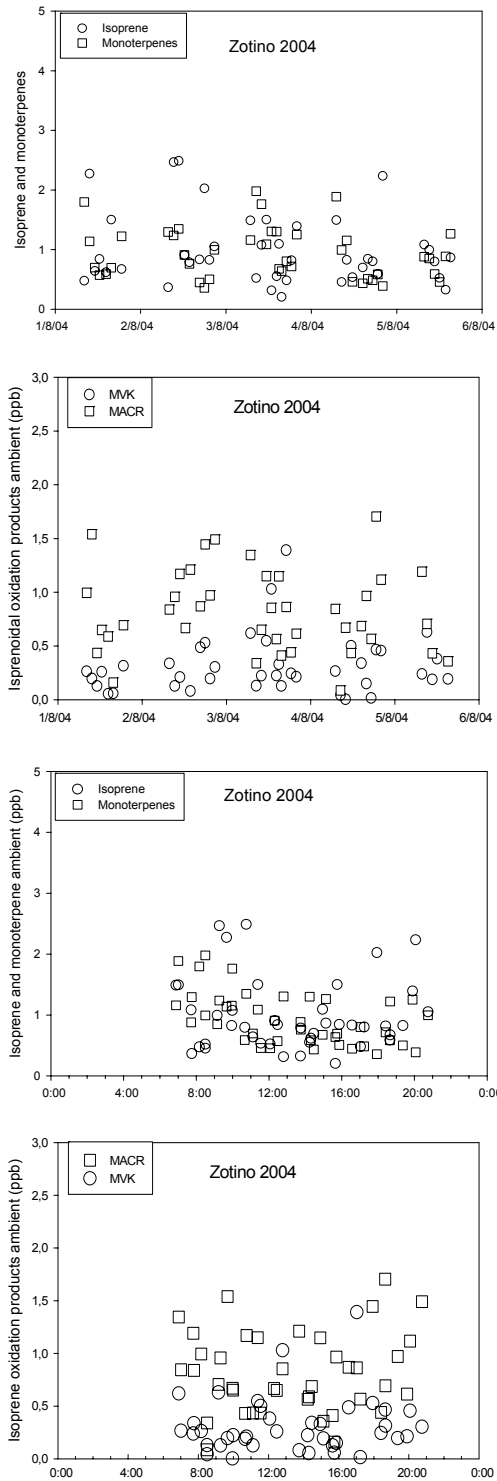 5
Isoprene
Monoterpenes
Zotino 2004
4
3
2
1
0
Isoprene and monoterpenes
1/8/04 2/8/04 3/8/04 4/8/04 5/8/04 6/8/04
3,0
MVK
MACR
Zotino 2004
2,5
2,0
1,5
1,0
0,5
0,0
Isprenoidal oxidation products ambient (ppb)
1/8/04 2/8/04 3/8/04 4/8/04 5/8/04 6/8/04
5
Isoprene
Monoterpenes
Zotino 2004
4
3
2
1
0
Isoprene and monoterpene ambient (ppb)
0:00 4:00 8:00 12:00 16:00 20:00 0:00
3,0
MACR
MVK
Zotino 2004
2,5
2,0
1,5
1,0
0,5
0,0
Isoprene oxidation products ambient (ppb)
0:00 4:00 8:00 12:00 16:00 20:00 0:00